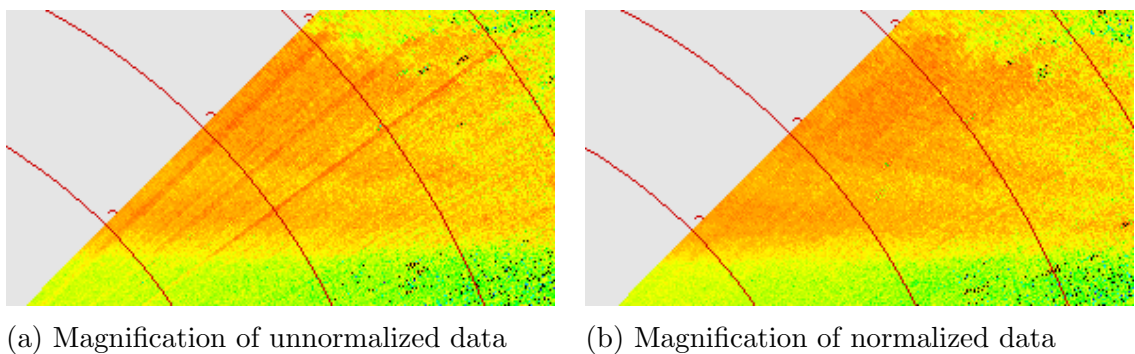 (a) Magnification of unnormalized data
(b) Magnification of normalized data